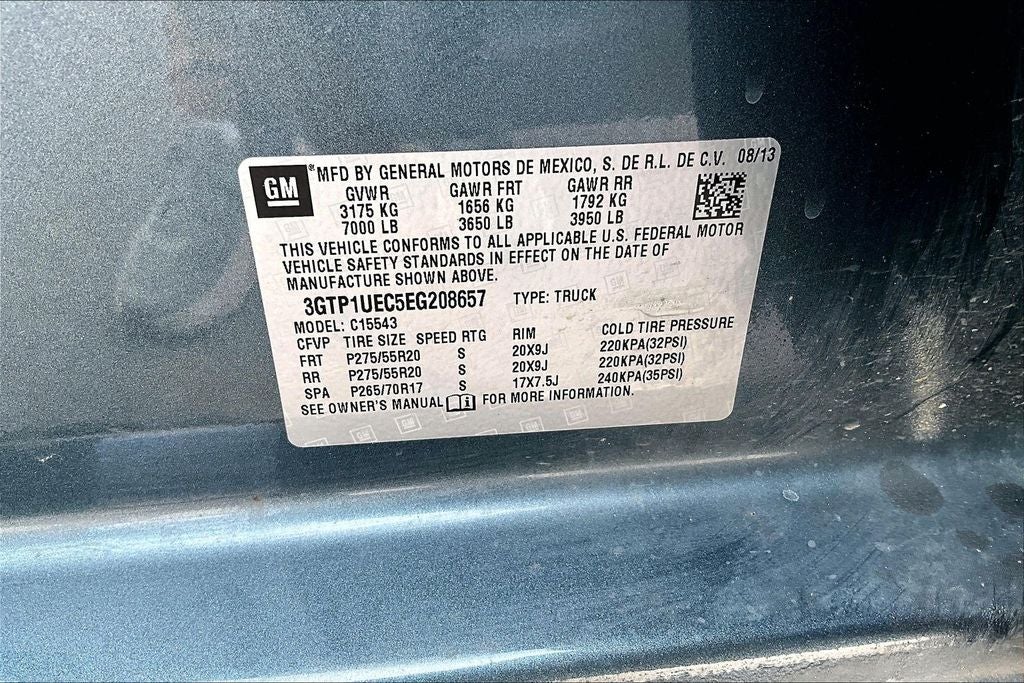 GM
MFD BY GENERAL MOTORS DE MEXICO, S. DE R.L. DE C.V. 08/13
GVWR GAWR FRT GAWR RR
3175 KG 1656 KG 1792 KG
7000 LB 3650 LB 3950 LB
THIS VEHICLE CONFORMS TO ALL APPLICABLE U.S. FEDERAL MOTOR
VEHICLE SAFETY STANDARDS IN EFFECT ON THE DATE OF
MANUFACTURE SHOWN ABOVE.
3GTP1UEC5EG208657 TYPE: TRUCK
MODEL: C15543
CFVP TIRE SIZE SPEED RTG RIM COLD TIRE PRESSURE
FRT P275/55R20 S 20X9J 220KPA(32PSI)
RR P275/55R20 S 20X9J 220KPA(32PSI)
SPA P265/70R17 S 17X7.5J 240KPA(35PSI)
SEE OWNER'S MANUAL FOR MORE INFORMATION.